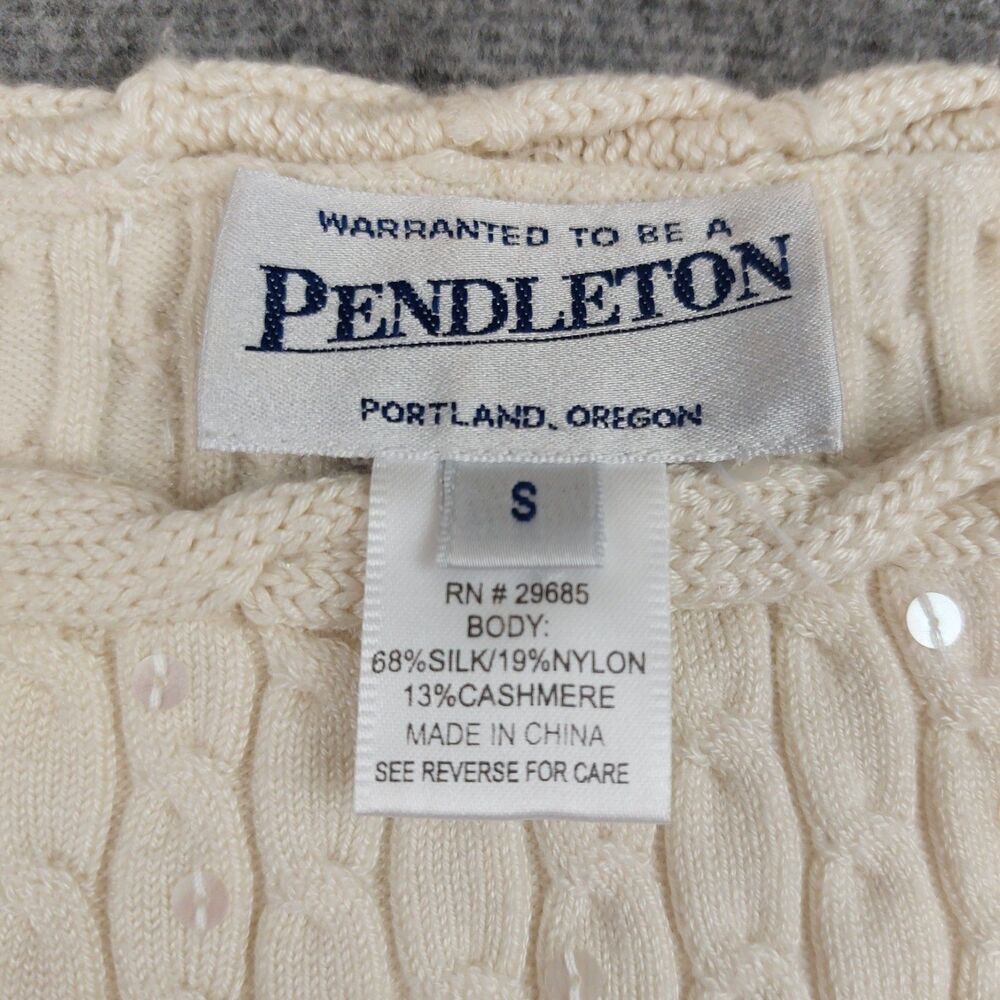 WARRANTED TO BE A
PENDLETON
PORTLAND, OREGON
S
RN # 29685
BODY:
68%SILK/19%NYLON
13%CASHMERE
MADE IN CHINA
SEE REVERSE FOR CARE